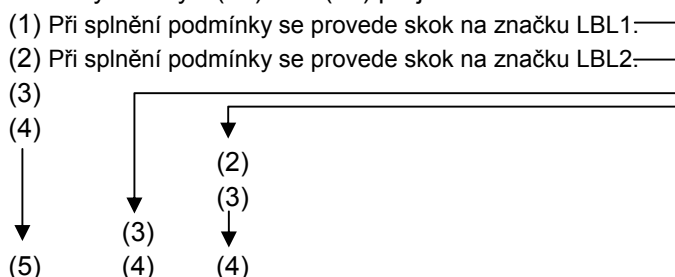 (1) Při splnění podmínky se provede skok na značku LBL1.
(2) Při splnění podmínky se provede skok na značku LBL2.
(3)
(4)
(2)
(3)
(3)
(5) (4) (4)